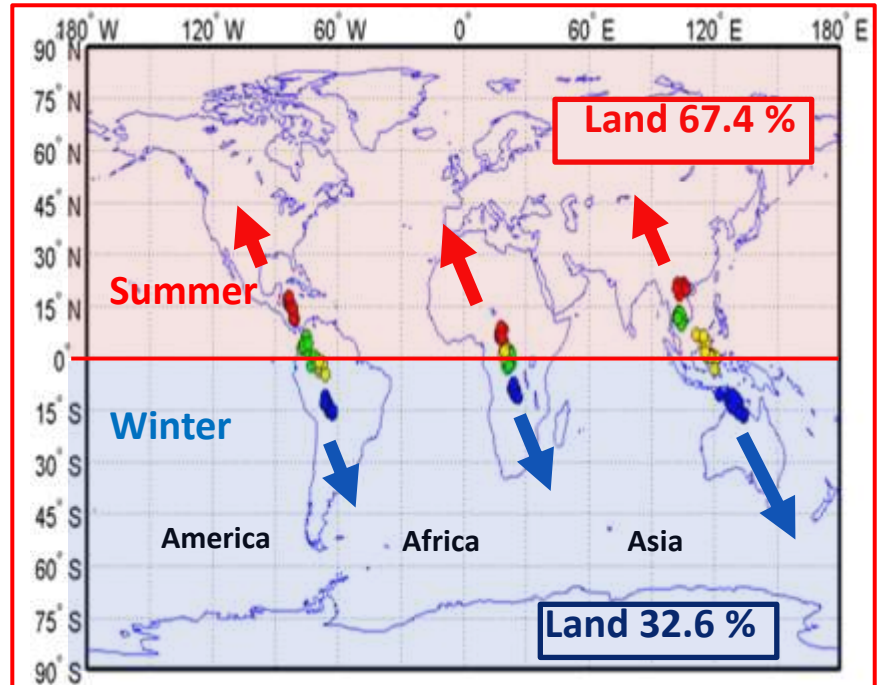 180° W 120° W 60° W 0° 60° E 120° E 180° E
90° N
75° N
Land 67.4 %
60° N
45° N
30° N
Summer
15° N
0°
15° S
Winter
30° S
45° S
America Africa Asia
60° S
75° S
Land 32.6 %
90° S